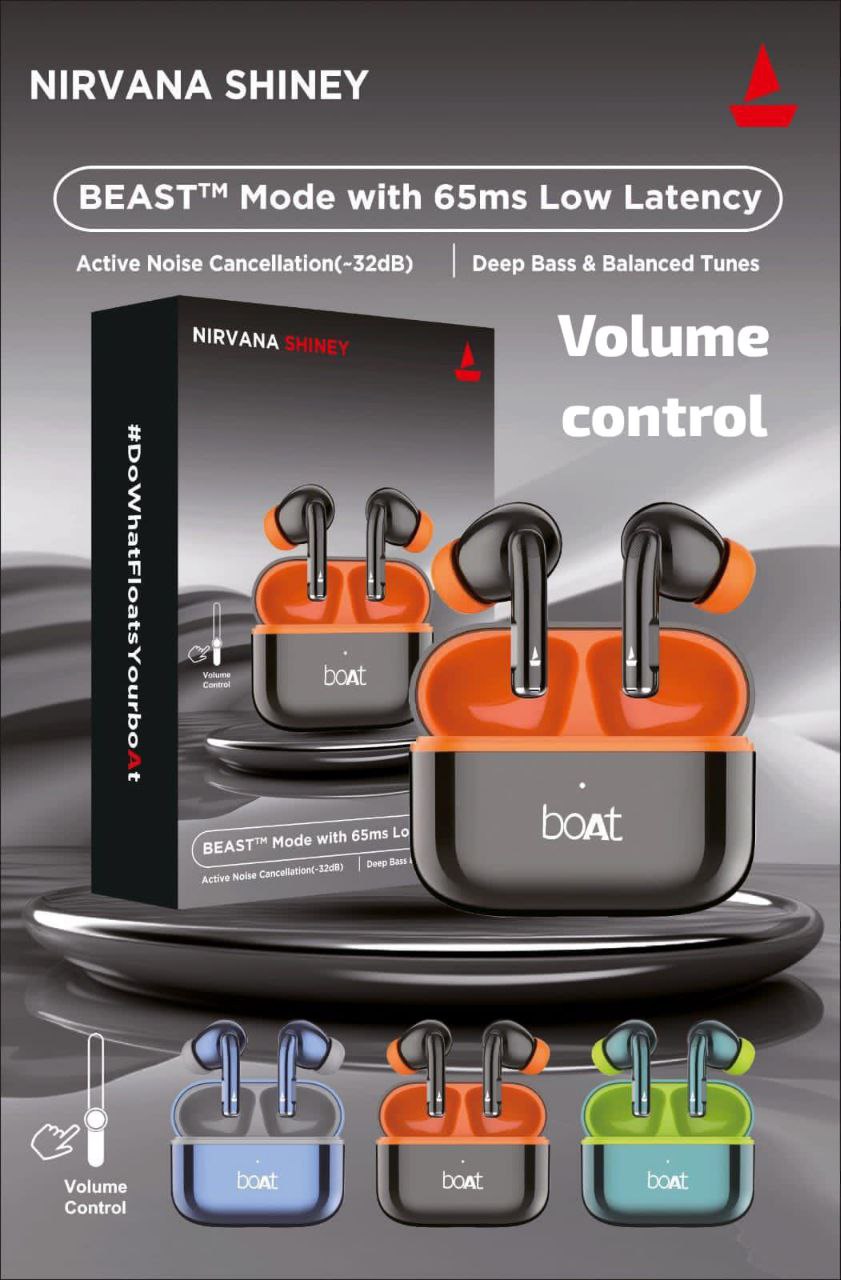 NIRVANA SHINEY
BEAST™ Mode with 65ms Low Latency
Active Noise Cancellation(~32dB) | Deep Bass & Balanced Tunes
Volume
control
NIRVANA SHINEY
#DoWhatFloatsYourboAt
Volume
Control
boAt
BEAST™ Mode with 65ms Lo
Active Noise Cancellation(~32dB) | Deep Bass
boAt
Volume
Control
boAt
boAt
boAt